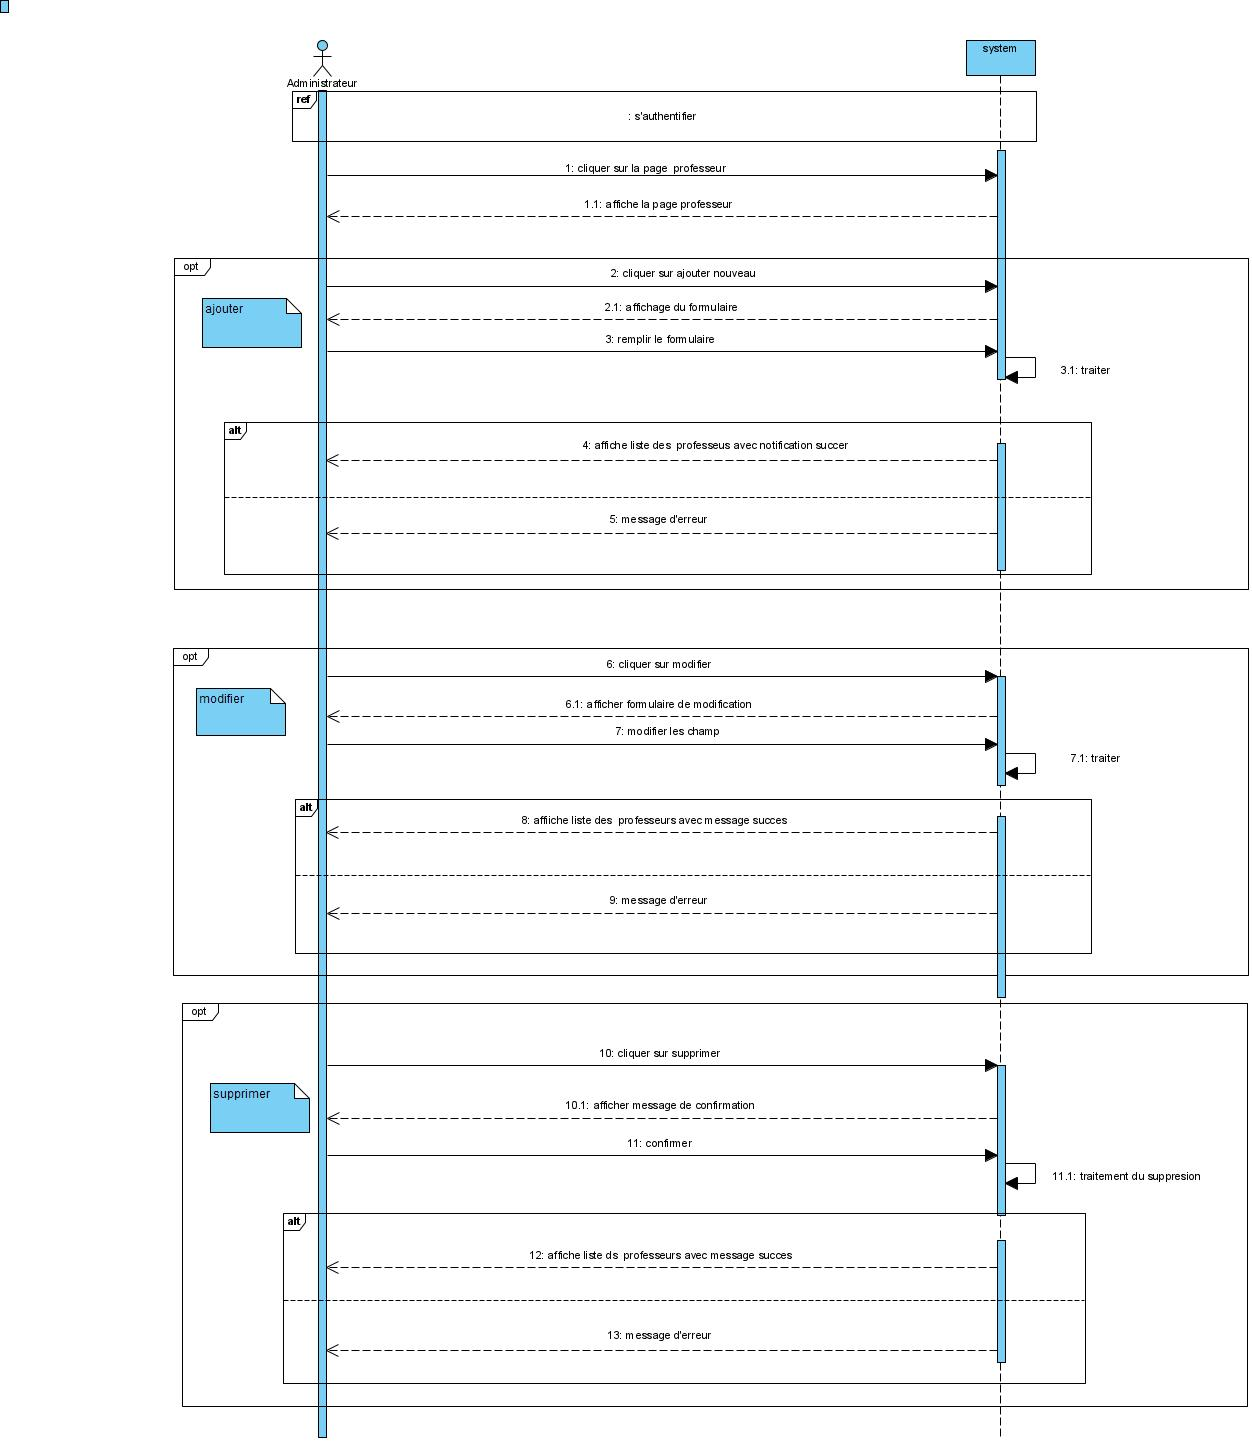 system
Administrateur
ref
: s'authentifier
1: cliquer sur la page professeur
1.1: affiche la page professeur
opt
2: cliquer sur ajouter nouveau
ajouter
2.1: affichage du formulaire
3: remplir le formulaire
3.1: traiter
alt
4: affiche liste des professeus avec notification succer
5: message d'erreur
opt
6: cliquer sur modifier
modifier
6.1: afficher formulaire de modification
7: modifier les champ
7.1: traiter
alt
8: affiiche liste des professeurs avec message succes
9: message d'erreur
opt
10: cliquer sur supprimer
supprimer
10.1: afficher message de confirmation
11: confirmer
11.1: traitement du suppresion
alt
12: affiche liste ds professeurs avec message succes
13: message d'erreur